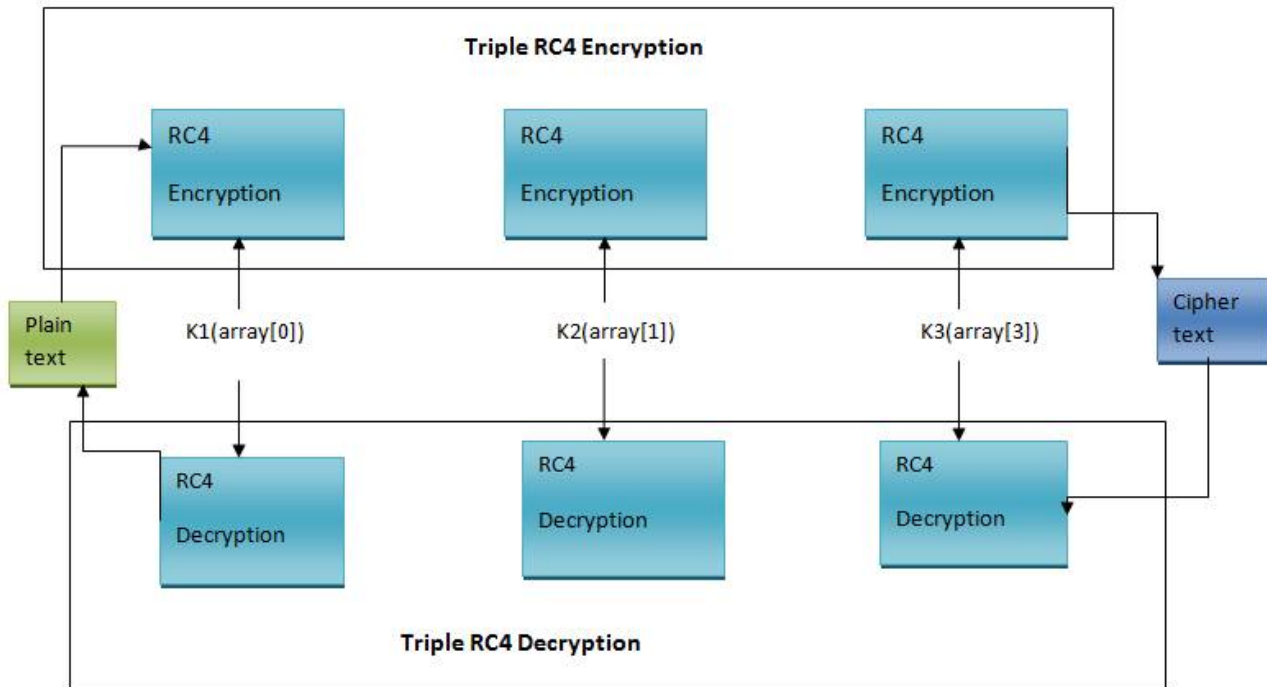 Triple RC4 Encryption
RC4
Encryption
RC4
Encryption
RC4
Encryption
Plain
text
K1(array[0])
K2(array[1])
K3(array[3])
Cipher
text
RC4
Decryption
RC4
Decryption
RC4
Decryption
Triple RC4 Decryption